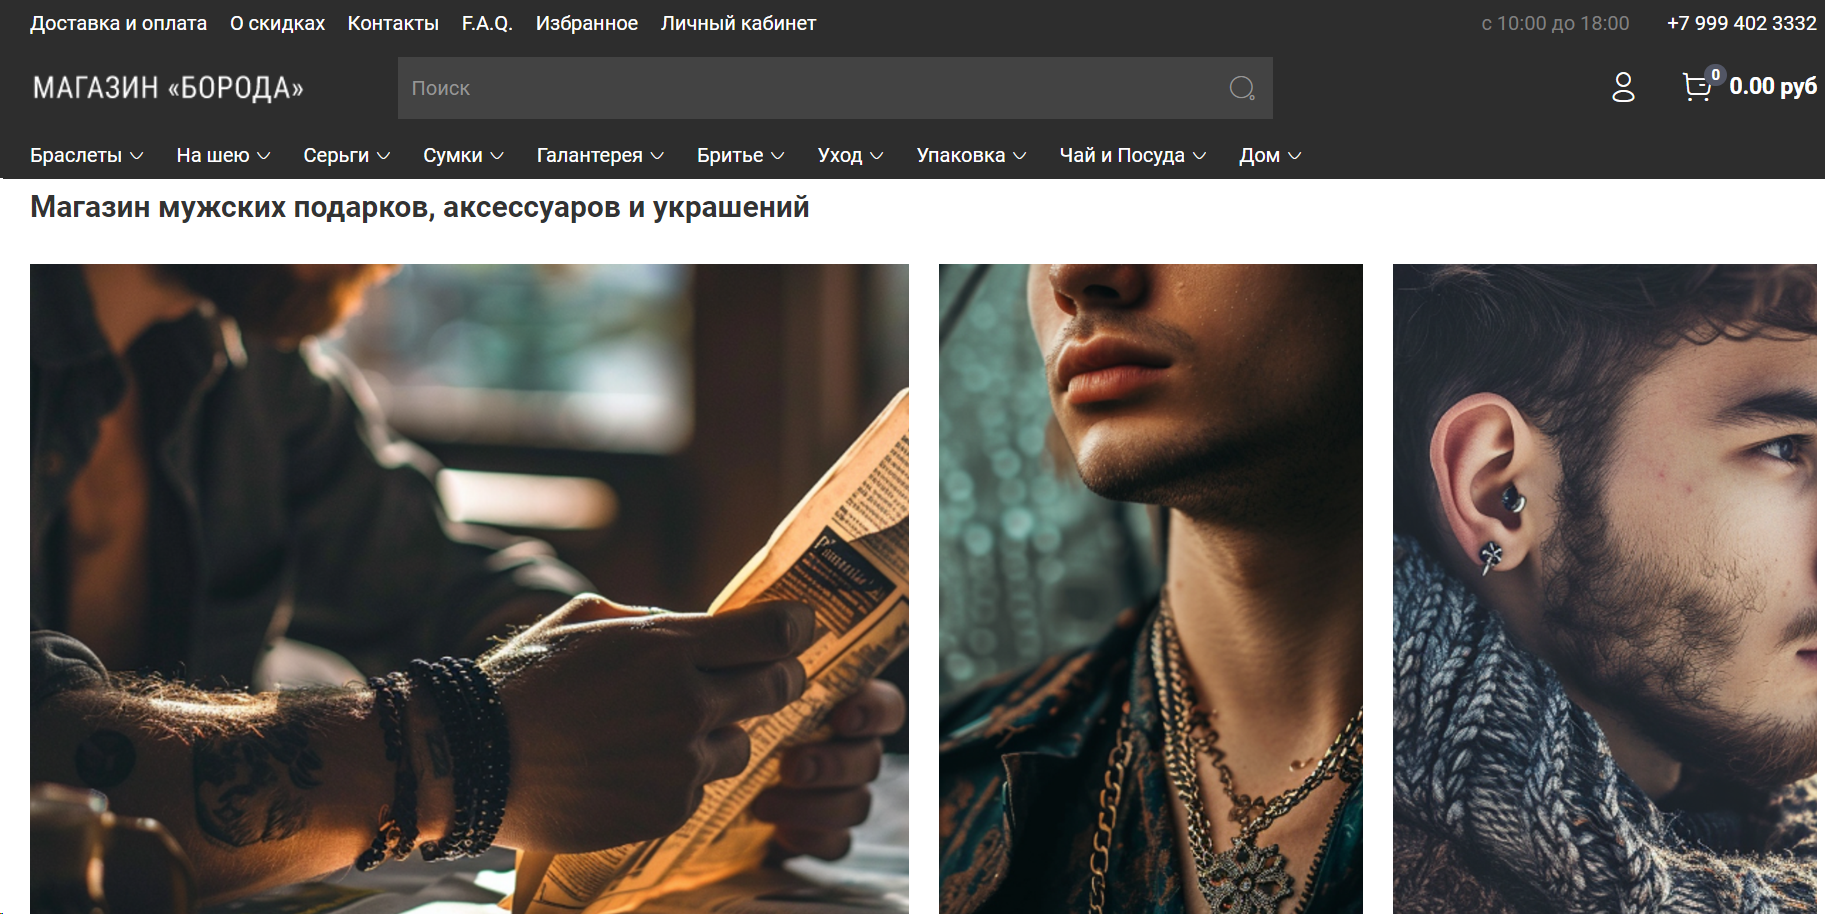 Доставка и оплата О скидках Контакты F.A.Q. Избранное Личный кабинет с 10:00 до 18:00 +7 999 402 3332
МАГАЗИН «БОРОДА» Поиск 0 0.00 руб
Браслеты На шею Серьги Сумки Галантерея Бритье Уход Упаковка Чай и Посуда Дом
Магазин мужских подарков, аксессуаров и украшений